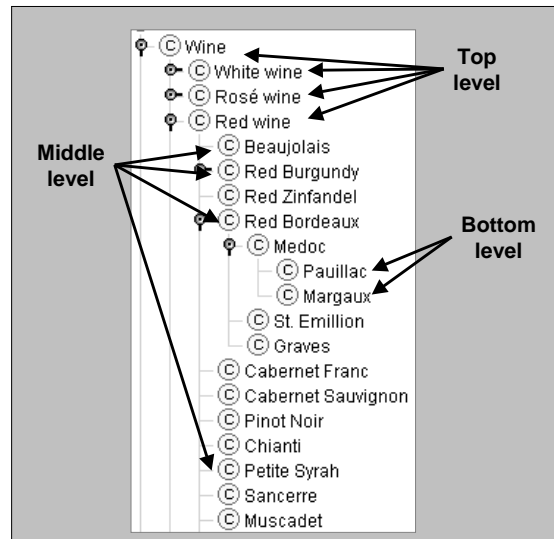 Wine
White wine
Rosé wine
Red wine
Beaujolais
Red Burgundy
Red Zinfandel
Red Bordeaux
Medoc
Pauillac
Margaux
St. Emillion
Graves
Cabernet Franc
Cabernet Sauvignon
Pinot Noir
Chianti
Petite Syrah
Sancerre
Muscadet
Top
level
Middle
level
Bottom
level